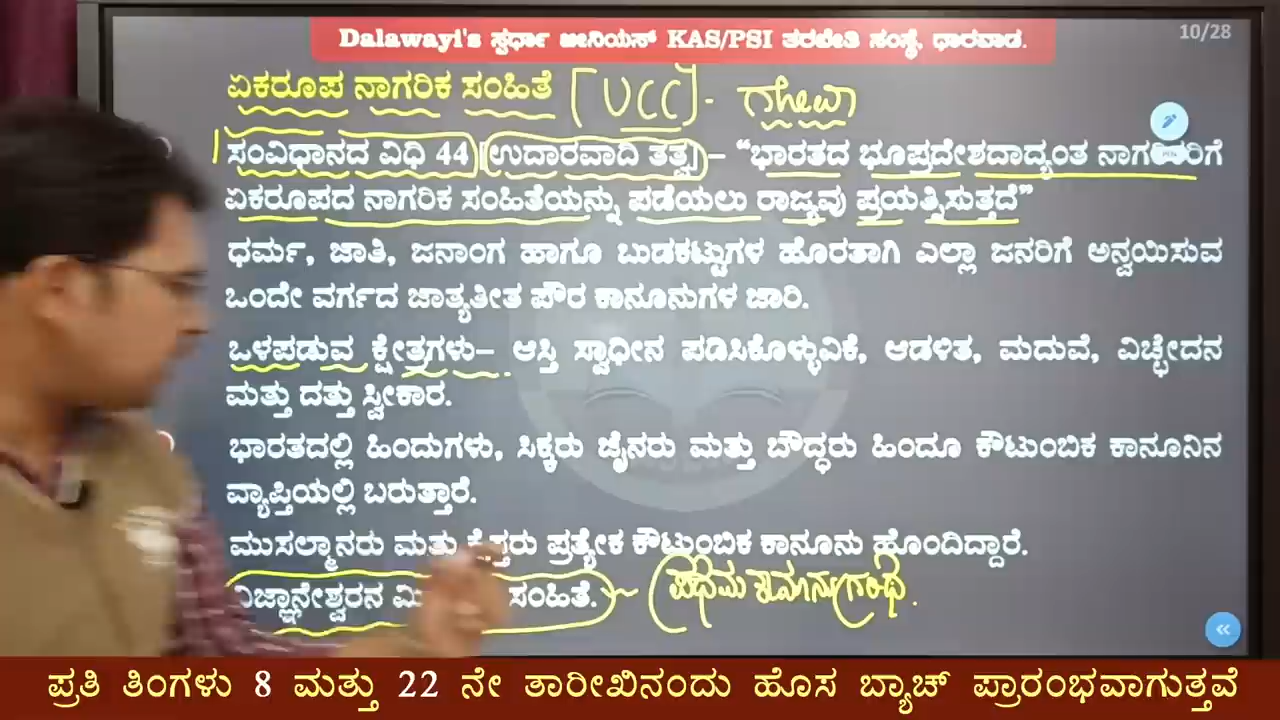 Dalawayi's ಸ್ಪರ್ಧಾ ಜೀನಿಯಸ್ KAS/PSI ತರಬೇತಿ ಸಂಸ್ಥೆ, ಧಾರವಾಡ.
10/28
ಏಕರೂಪ ನಾಗರಿಕ ಸಂಹಿತೆ [UCC]- ಗೋವಾ
ಸಂವಿಧಾನದ ವಿಧಿ 44 [ಉದಾರವಾದಿ ತತ್ವ] – “ಭಾರತದ ಭೂಪ್ರದೇಶದಾದ್ಯಂತ ನಾಗರಿಕರಿಗೆ
ಏಕರೂಪದ ನಾಗರಿಕ ಸಂಹಿತೆಯನ್ನು ಪಡೆಯಲು ರಾಜ್ಯವು ಪ್ರಯತ್ನಿಸುತ್ತದೆ”
ಧರ್ಮ, ಜಾತಿ, ಜನಾಂಗ ಹಾಗೂ ಬುಡಕಟ್ಟುಗಳ ಹೊರತಾಗಿ ಎಲ್ಲಾ ಜನರಿಗೆ ಅನ್ವಯಿಸುವ
ಒಂದೇ ವರ್ಗದ ಜಾತ್ಯತೀತ ಪೌರ ಕಾನೂನುಗಳ ಜಾರಿ.
ಒಳಪಡುವ ಕ್ಷೇತ್ರಗಳು– ಆಸ್ತಿ ಸ್ವಾಧೀನ ಪಡಿಸಿಕೊಳ್ಳುವಿಕೆ, ಆಡಳಿತ, ಮದುವೆ, ವಿಚ್ಛೇದನ
ಮತ್ತು ದತ್ತು ಸ್ವೀಕಾರ.
ಭಾರತದಲ್ಲಿ ಹಿಂದುಗಳು, ಸಿಕ್ಕರು ಜೈನರು ಮತ್ತು ಬೌದ್ಧರು ಹಿಂದೂ ಕೌಟುಂಬಿಕ ಕಾನೂನಿನ
ವ್ಯಾಪ್ತಿಯಲ್ಲಿ ಬರುತ್ತಾರೆ.
ಮುಸಲ್ಮಾನರು ಮತ್ತು ಕ್ರೈಸ್ತರು ಪ್ರತ್ಯೇಕ ಕೌಟುಂಬಿಕ ಕಾನೂನು ಹೊಂದಿದ್ದಾರೆ.
ವಿಜ್ಞಾನೇಶ್ವರನ ಸಂಹಿತೆ.
ಪ್ರತಿ ತಿಂಗಳು 8 ಮತ್ತು 22 ನೇ ತಾರೀಖಿನಂದು ಹೊಸ ಬ್ಯಾಚ್ ಪ್ರಾರಂಭವಾಗುತ್ತವೆ